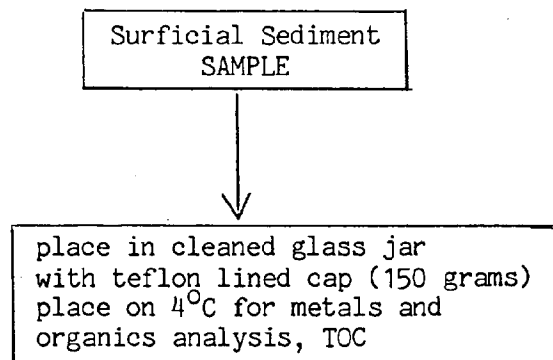 Surficial Sediment
SAMPLE
place in cleaned glass jar
with teflon lined cap (150 grams)
place on 4°C for metals and
organics analysis, TOC